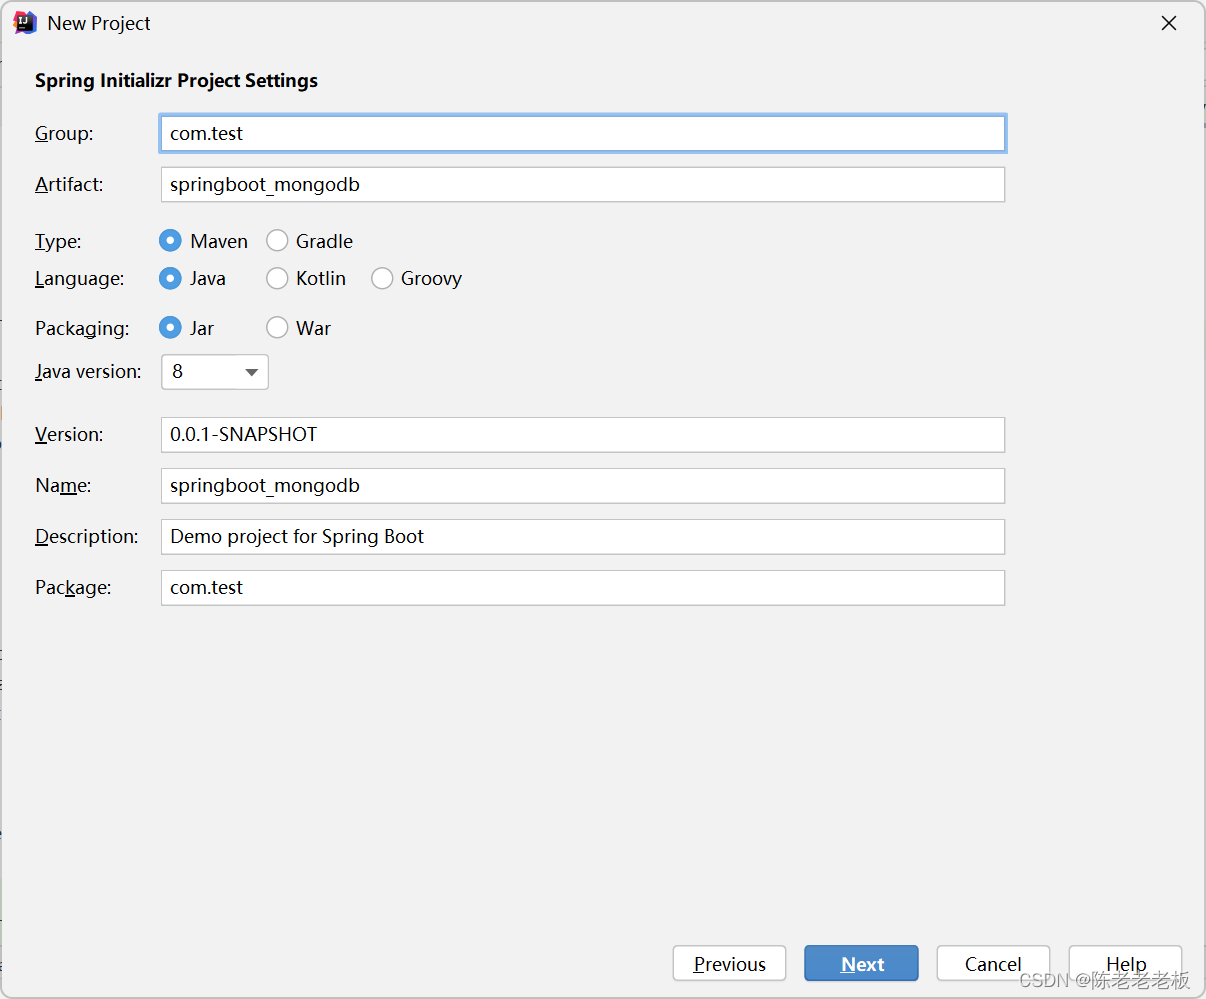 New Project
Spring Initializr Project Settings
Group: com.test
Artifact: springboot_mongodb
Type: Maven Gradle
Language: Java Kotlin Groovy
Packaging: Jar War
Java version: 8
Version: 0.0.1-SNAPSHOT
Name: springboot_mongodb
Description: Demo project for Spring Boot
Package: com.test
Previous Next Cancel Help
CSDN @陈老老老板